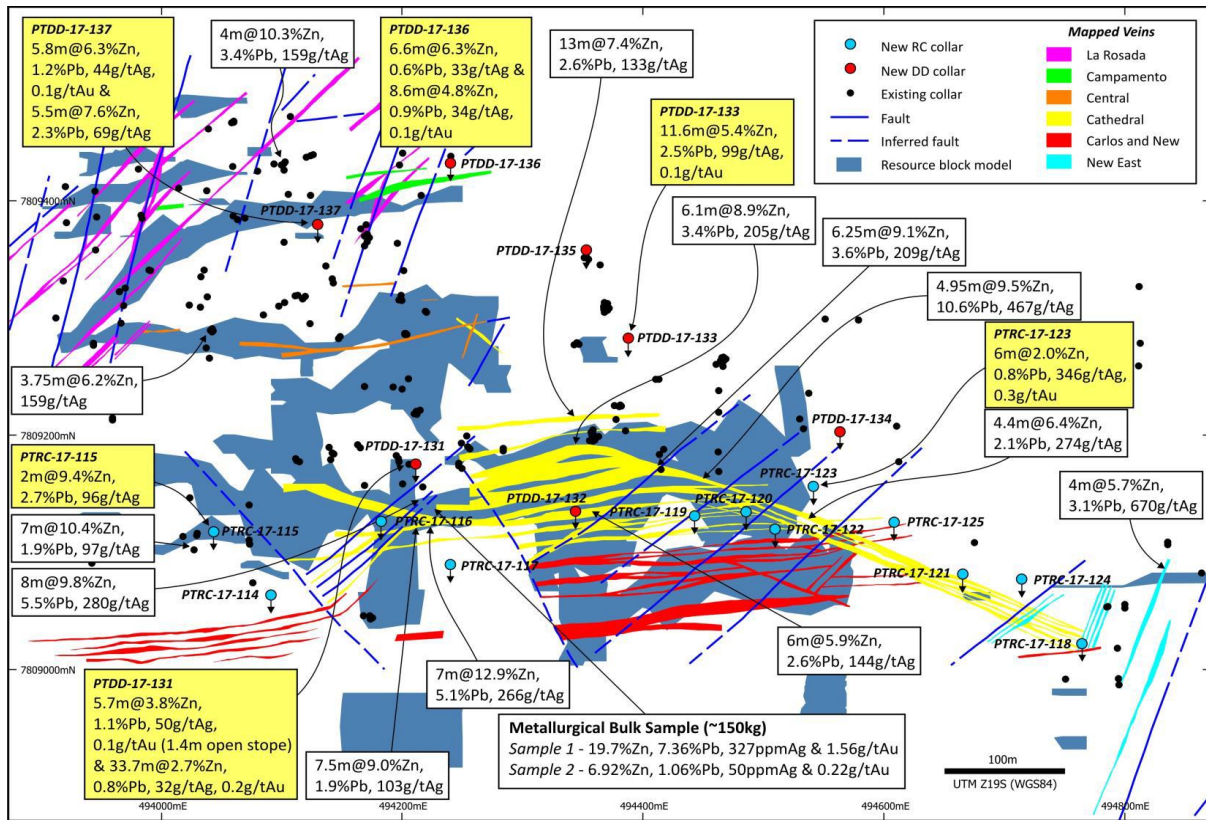 PTDD-17-137
5.8m@6.3%Zn,
1.2%Pb, 44g/tAg,
0.1g/tAu &
5.5m@7.6%Zn,
2.3%Pb, 69g/tAg
4m@10.3%Zn,
3.4%Pb, 159g/tAg
PTDD-17-136
6.6m@6.3%Zn,
0.6%Pb, 33g/tAg &
8.6m@4.8%Zn,
0.9%Pb, 34g/tAg,
0.1g/tAu
13m@7.4%Zn,
2.6%Pb, 133g/tAg
PTDD-17-133
11.6m@5.4%Zn,
2.5%Pb, 99g/tAg,
0.1g/tAu
New RC collar
New DD collar
Existing collar
Fault
Inferred fault
Resource block model
Mapped Veins
La Rosada
Campamento
Central
Cathedral
Carlos and New
New East
6.1m@8.9%Zn,
3.4%Pb, 205g/tAg
6.25m@9.1%Zn,
3.6%Pb, 209g/tAg
4.95m@9.5%Zn,
10.6%Pb, 467g/tAg
PTRC-17-123
6m@2.0%Zn,
0.8%Pb, 346g/tAg,
0.3g/tAu
4.4m@6.4%Zn,
2.1%Pb, 274g/tAg
4m@5.7%Zn,
3.1%Pb, 670g/tAg
7809400mN
PTDD-17-136
PTDD-17-137
PTDD-17-135
PTDD-17-133
3.75m@6.2%Zn,
159g/tAg
7809200mN
PTDD-17-131
PTDD-17-134
PTRC-17-115
2m@9.4%Zn,
2.7%Pb, 96g/tAg
7m@10.4%Zn,
1.9%Pb, 97g/tAg
8m@9.8%Zn,
5.5%Pb, 280g/tAg
PTRC-17-123
PTDD-17-132
PTRC-17-120
PTRC-17-119
PTRC-17-116
PTRC-17-115
PTRC-17-122
PTRC-17-125
PTRC-17-117
PTRC-17-121
PTRC-17-124
PTRC-17-114
PTRC-17-118
7809000mN
PTDD-17-131
5.7m@3.8%Zn,
1.1%Pb, 50g/tAg,
0.1g/tAu (1.4m open stope)
& 33.7m@2.7%Zn,
0.8%Pb, 32g/tAg, 0.2g/tAu
7.5m@9.0%Zn,
1.9%Pb, 103g/tAg
7m@12.9%Zn,
5.1%Pb, 266g/tAg
6m@5.9%Zn,
2.6%Pb, 144g/tAg
Metallurgical Bulk Sample (~150kg)
Sample 1 - 19.7%Zn, 7.36%Pb, 327ppmAg & 1.56g/tAu
Sample 2 - 6.92%Zn, 1.06%Pb, 50ppmAg & 0.22g/tAu
100m
UTM Z19S (WGS84)
494000mE
494200mE
494400mE
494600mE
494800mE